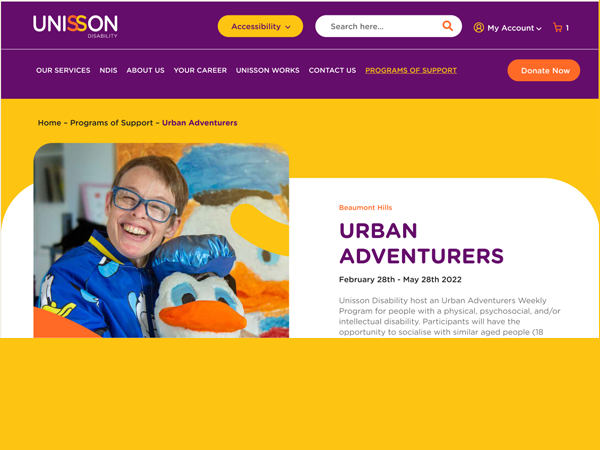 UNISSON
DISABILITY
Accessibility
Search here...
My Account
1
OUR SERVICES NDIS ABOUT US YOUR CAREER UNISSON WORKS CONTACT US PROGRAMS OF SUPPORT
Donate Now
Home – Programs of Support – Urban Adventurers
Beaumont Hills
URBAN
ADVENTURERS
February 28th - May 28th 2022
Unisson Disability host an Urban Adventurers Weekly
Program for people with a physical, psychosocial, and/or
intellectual disability. Participants will have the
opportunity to socialise with similar aged people (18